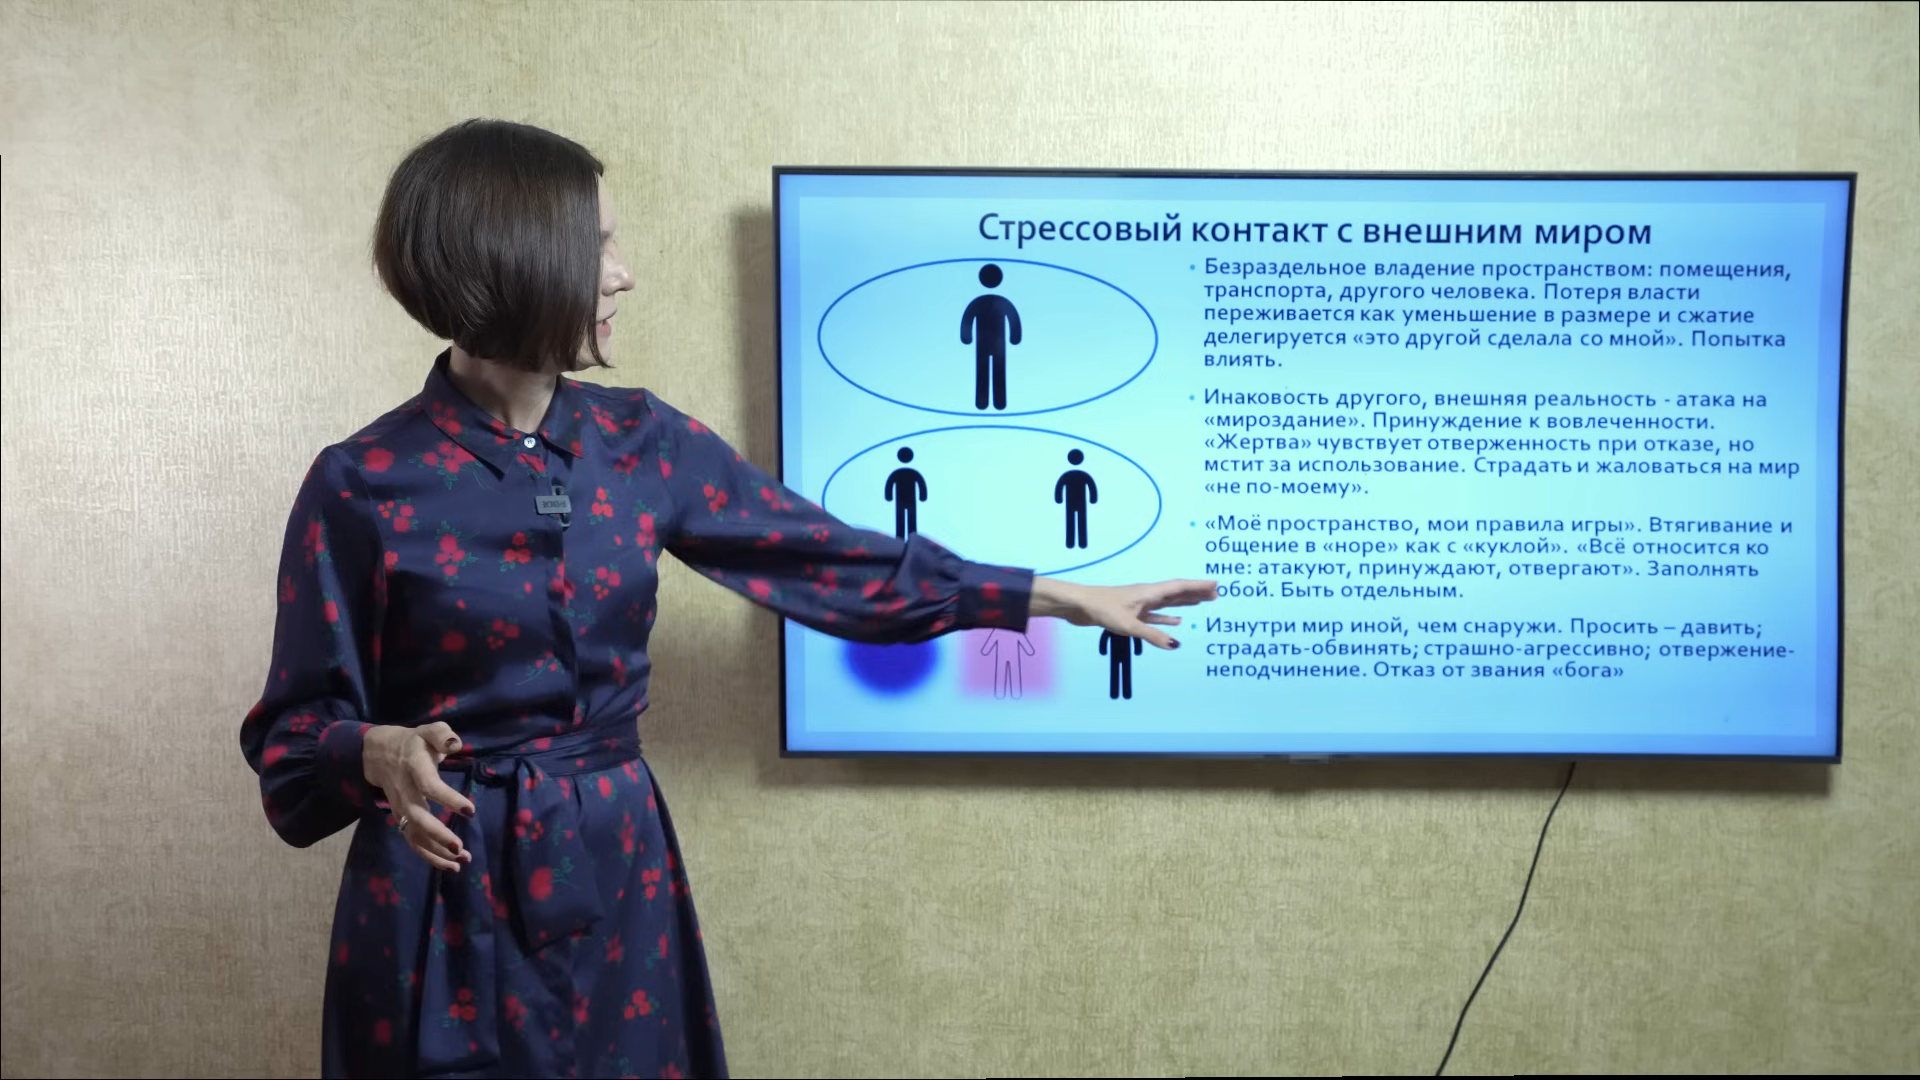 Стрессовый контакт с внешним миром
• Безраздельное владение пространством: помещения,
транспорта, другого человека. Потеря власти
переживается как уменьшение в размере и сжатие
делегируется «это другой сделала со мной». Попытка
влиять.
• Инаковость другого, внешняя реальность - атака на
«мироздание». Принуждение к вовлеченности.
«Жертва» чувствует отверженность при отказе, но
мстит за использование. Страдать и жаловаться на мир
«не по-моему».
• «Моё пространство, мои правила игры». Втягивание и
общение в «норе» как с «куклой». «Всё относится ко
мне: атакуют, принуждают, отвергают». Заполнять
обой. Быть отдельным.
• Изнутри мир иной, чем снаружи. Просить – давить;
страдать-обвинять; страшно-агрессивно; отвержение-
неподчинение. Отказ от звания «бога»